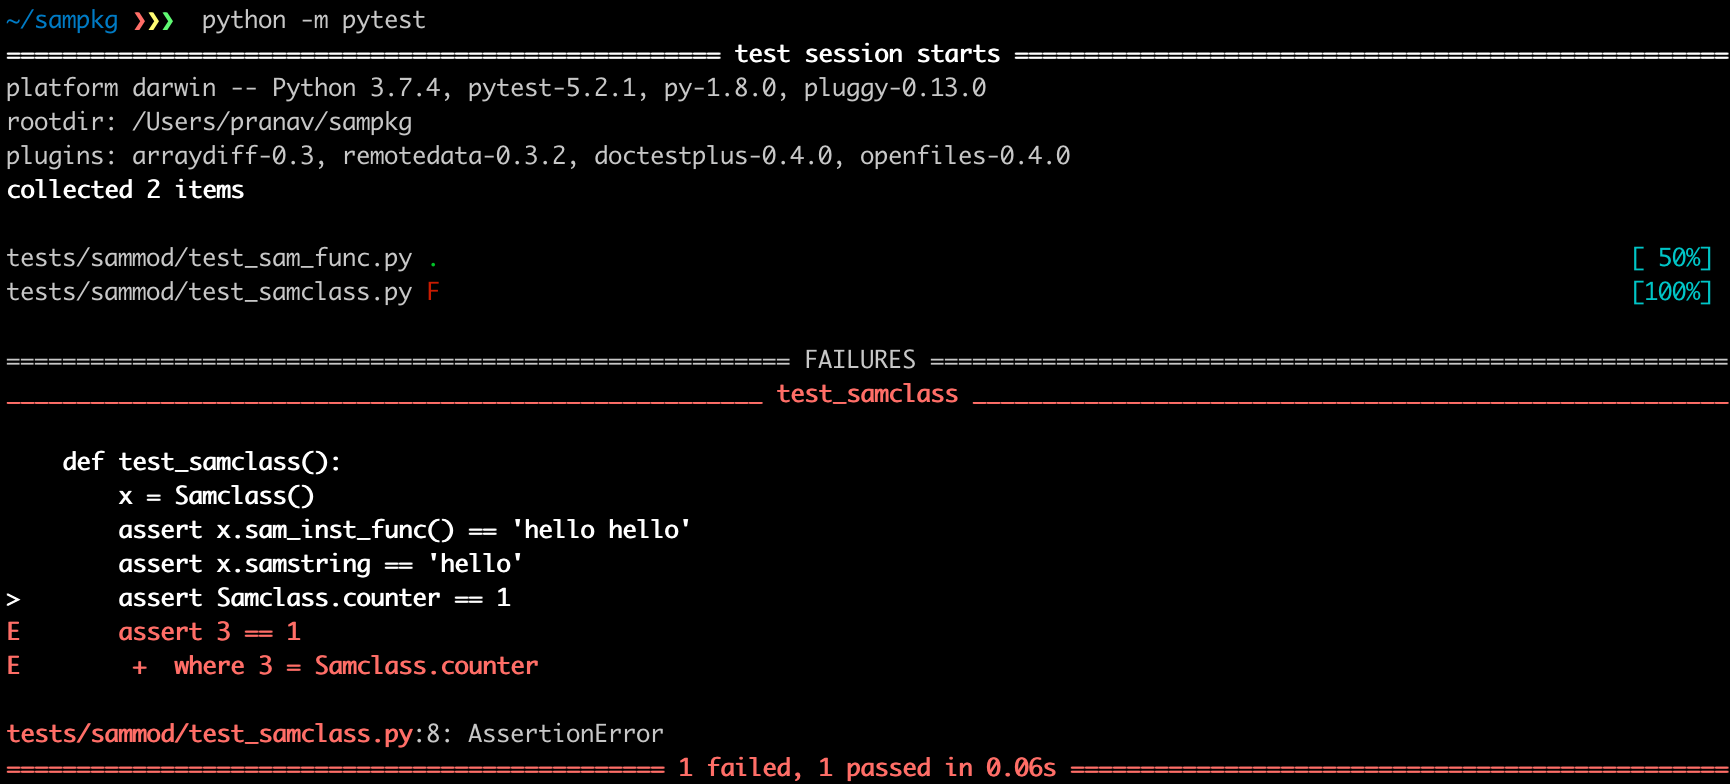 ~/sampkg ❯❯❯ python -m pytest
=================================================== test session starts ===================================================
platform darwin -- Python 3.7.4, pytest-5.2.1, py-1.8.0, pluggy-0.13.0
rootdir: /Users/pranav/sampkg
plugins: arraydiff-0.3, remotedata-0.3.2, doctestplus-0.4.0, openfiles-0.4.0
collected 2 items
tests/sammod/test_sam_func.py . [ 50%]
tests/sammod/test_samclass.py F [100%]
======================================================== FAILURES =========================================================
______________________________________________________ test_samclass ______________________________________________________
    def test_samclass():
        x = Samclass()
        assert x.sam_inst_func() == 'hello hello'
        assert x.samstring == 'hello'
>       assert Samclass.counter == 1
E       assert 3 == 1
E        +  where 3 = Samclass.counter
tests/sammod/test_samclass.py:8: AssertionError
=============================================== 1 failed, 1 passed in 0.06s ===============================================